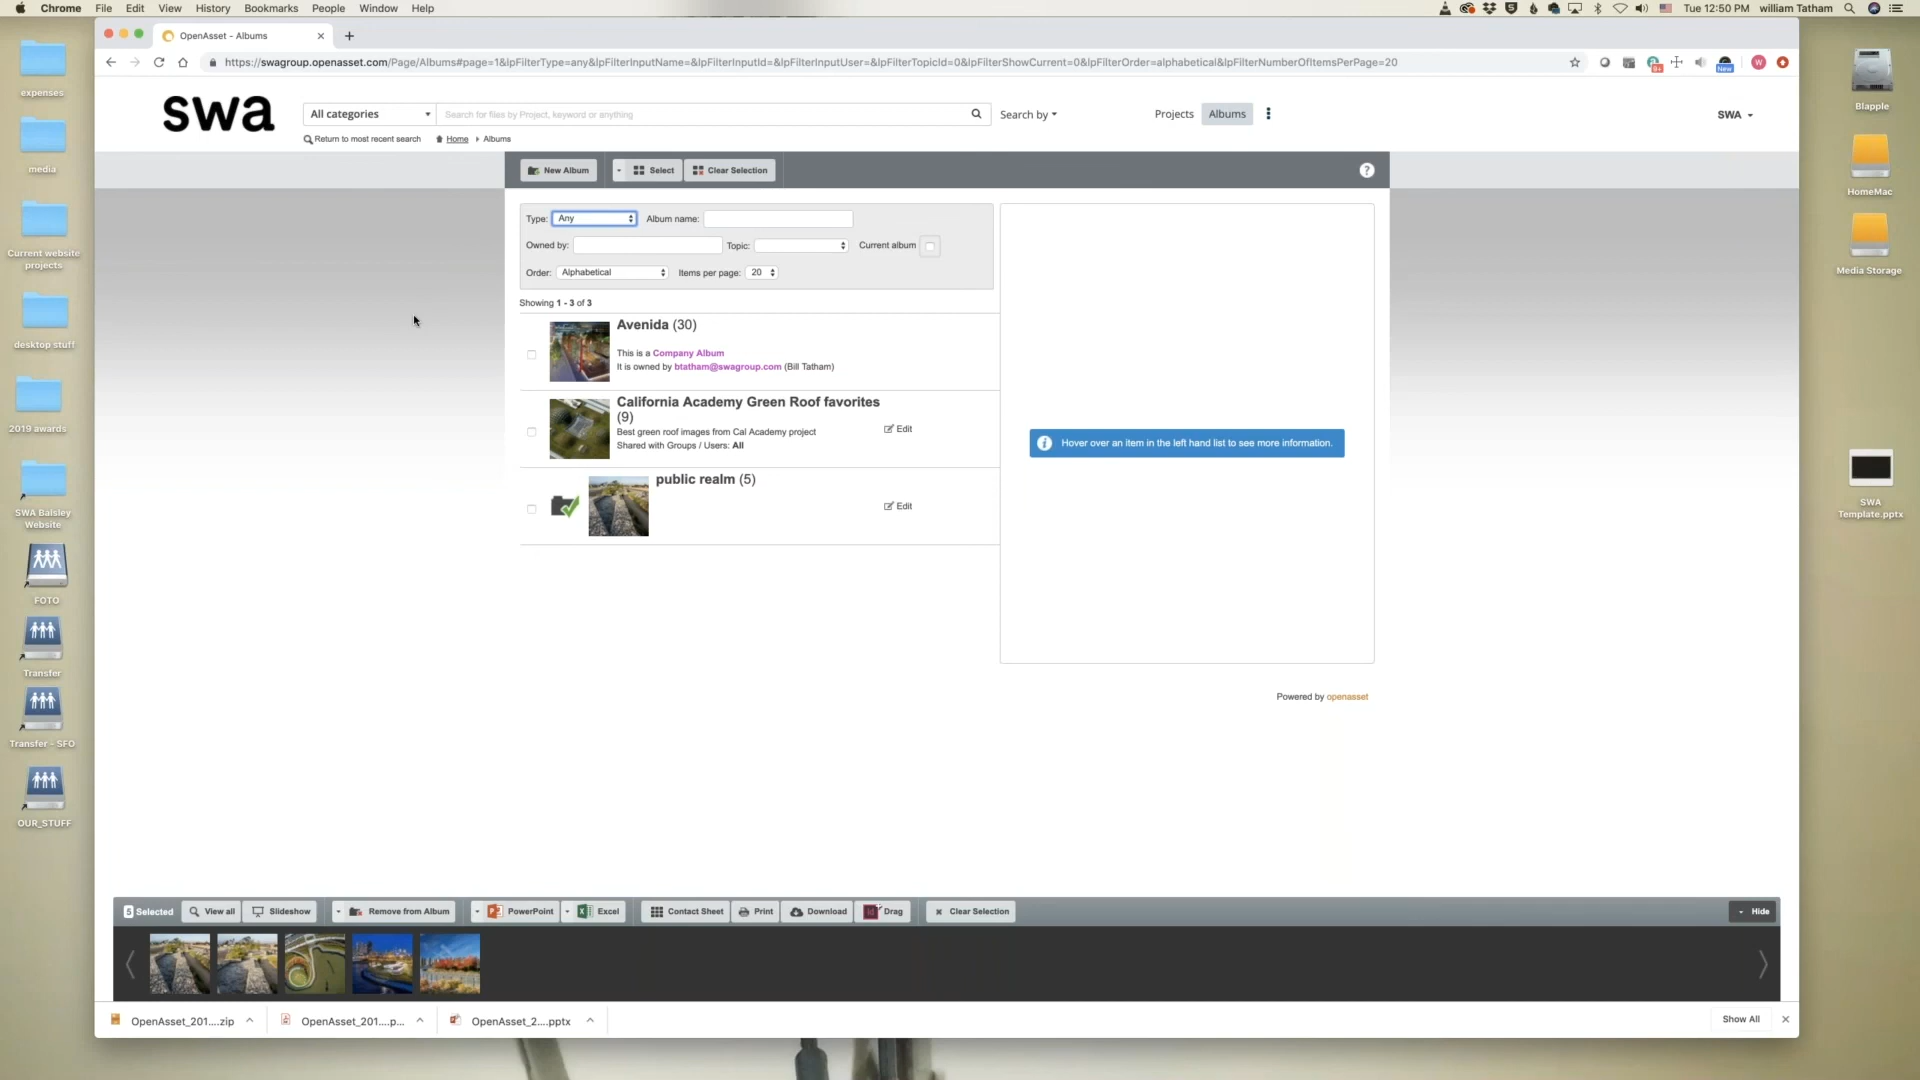 Chrome File Edit View History Bookmarks People Window Help Tue 12:50 PM william Tatham
OpenAsset - Albums
https://swagroup.openasset.com/Page/Albums#page=1&lpFilterType=any&lpFilterInputName=&lpFilterInputId=&lpFilterInputUser=&lpFilterTopicId=0&lpFilterShowCurrent=0&lpFilterOrder=alphabetical&lpFilterNumberOfItemsPerPage=20
New
swa
All categories Search for files by Project, keyword or anything Search by Projects Albums SWA
Return to most recent search Home Albums
New Album Select Clear Selection ?
Type: Any Album name:
Owned by: Topic: Current album
Order: Alphabetical Items per page: 20
Showing 1 - 3 of 3
Avenida (30)
This is a Company Album
It is owned by btatham@swagroup.com (Bill Tatham)
California Academy Green Roof favorites
(9)
Best green roof images from Cal Academy project
Shared with Groups / Users: All
Edit
public realm (5)
Edit
Hover over an item in the left hand list to see more information.
Powered by openasset
5 Selected View all Slideshow Remove from Album PowerPoint Excel Contact Sheet Print Download Drag Clear Selection Hide
OpenAsset_201....zip OpenAsset_201....p... OpenAsset_2....pptx Show All
expenses
media
Current website
projects
desktop stuff
2019 awards
SWA Balsley
Website
FOTO
Transfer
Transfer - SFO
OUR_STUFF
Blapple
HomeMac
Media Storage
SWA
Template.pptx